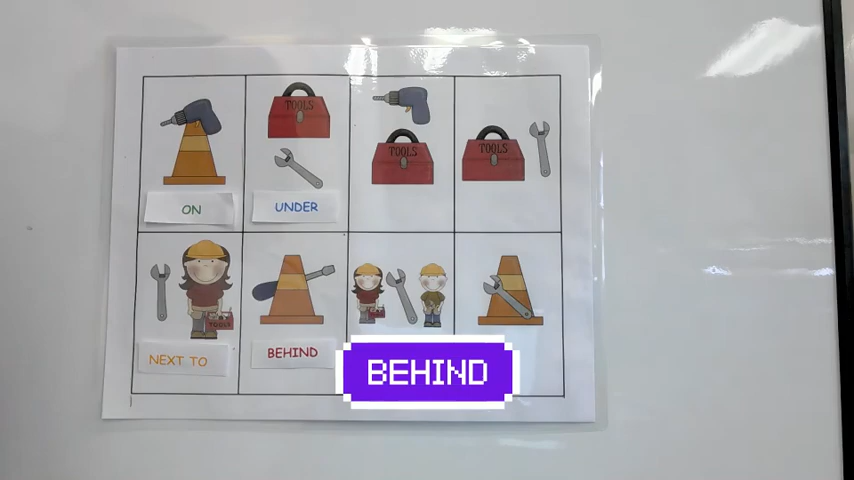 TOOLS
TOOLS
TOOLS
ON
UNDER
TOOLS
NEXT TO
BEHIND
BEHIND